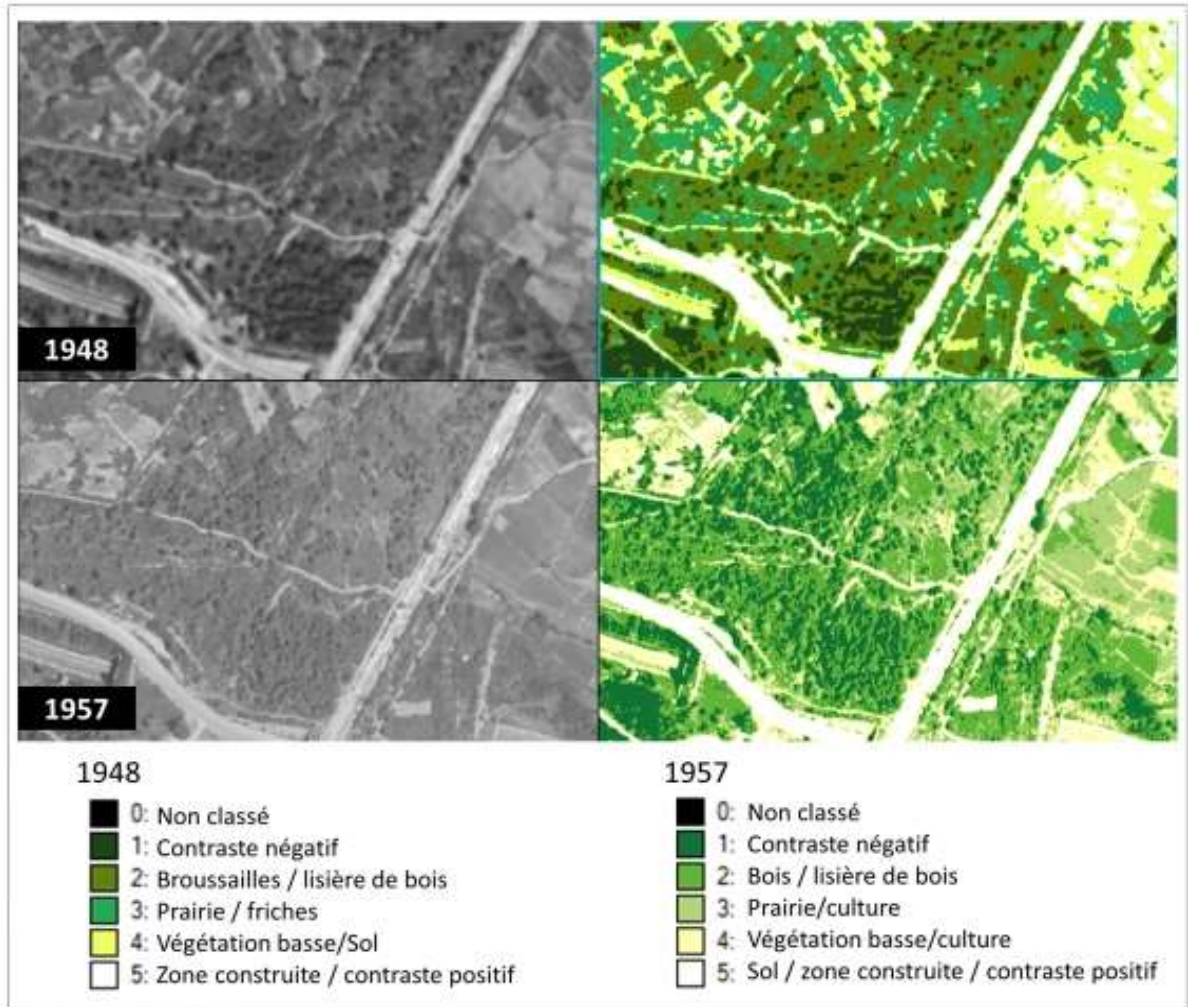 1948
1957
1948
0: Non classé
1: Contraste négatif
2: Broussailles / lisière de bois
3: Prairie / friches
4: Végétation basse/Sol
5: Zone construite / contraste positif
1957
0: Non classé
1: Contraste négatif
2: Bois / lisière de bois
3: Prairie/culture
4: Végétation basse/culture
5: Sol / zone construite / contraste positif